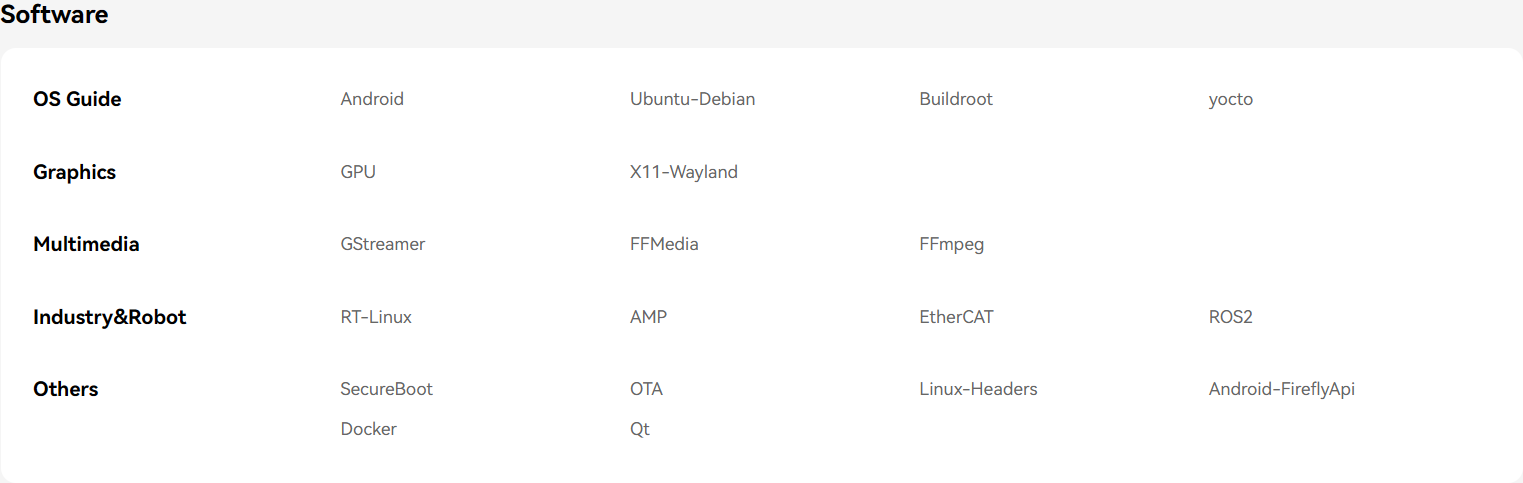 Software
OS Guide Android Ubuntu-Debian Buildroot yocto
Graphics GPU X11-Wayland
Multimedia GStreamer FFMedia FFmpeg
Industry&Robot RT-Linux AMP EtherCAT ROS2
Others SecureBoot OTA Linux-Headers Android-FireflyApi
Docker Qt